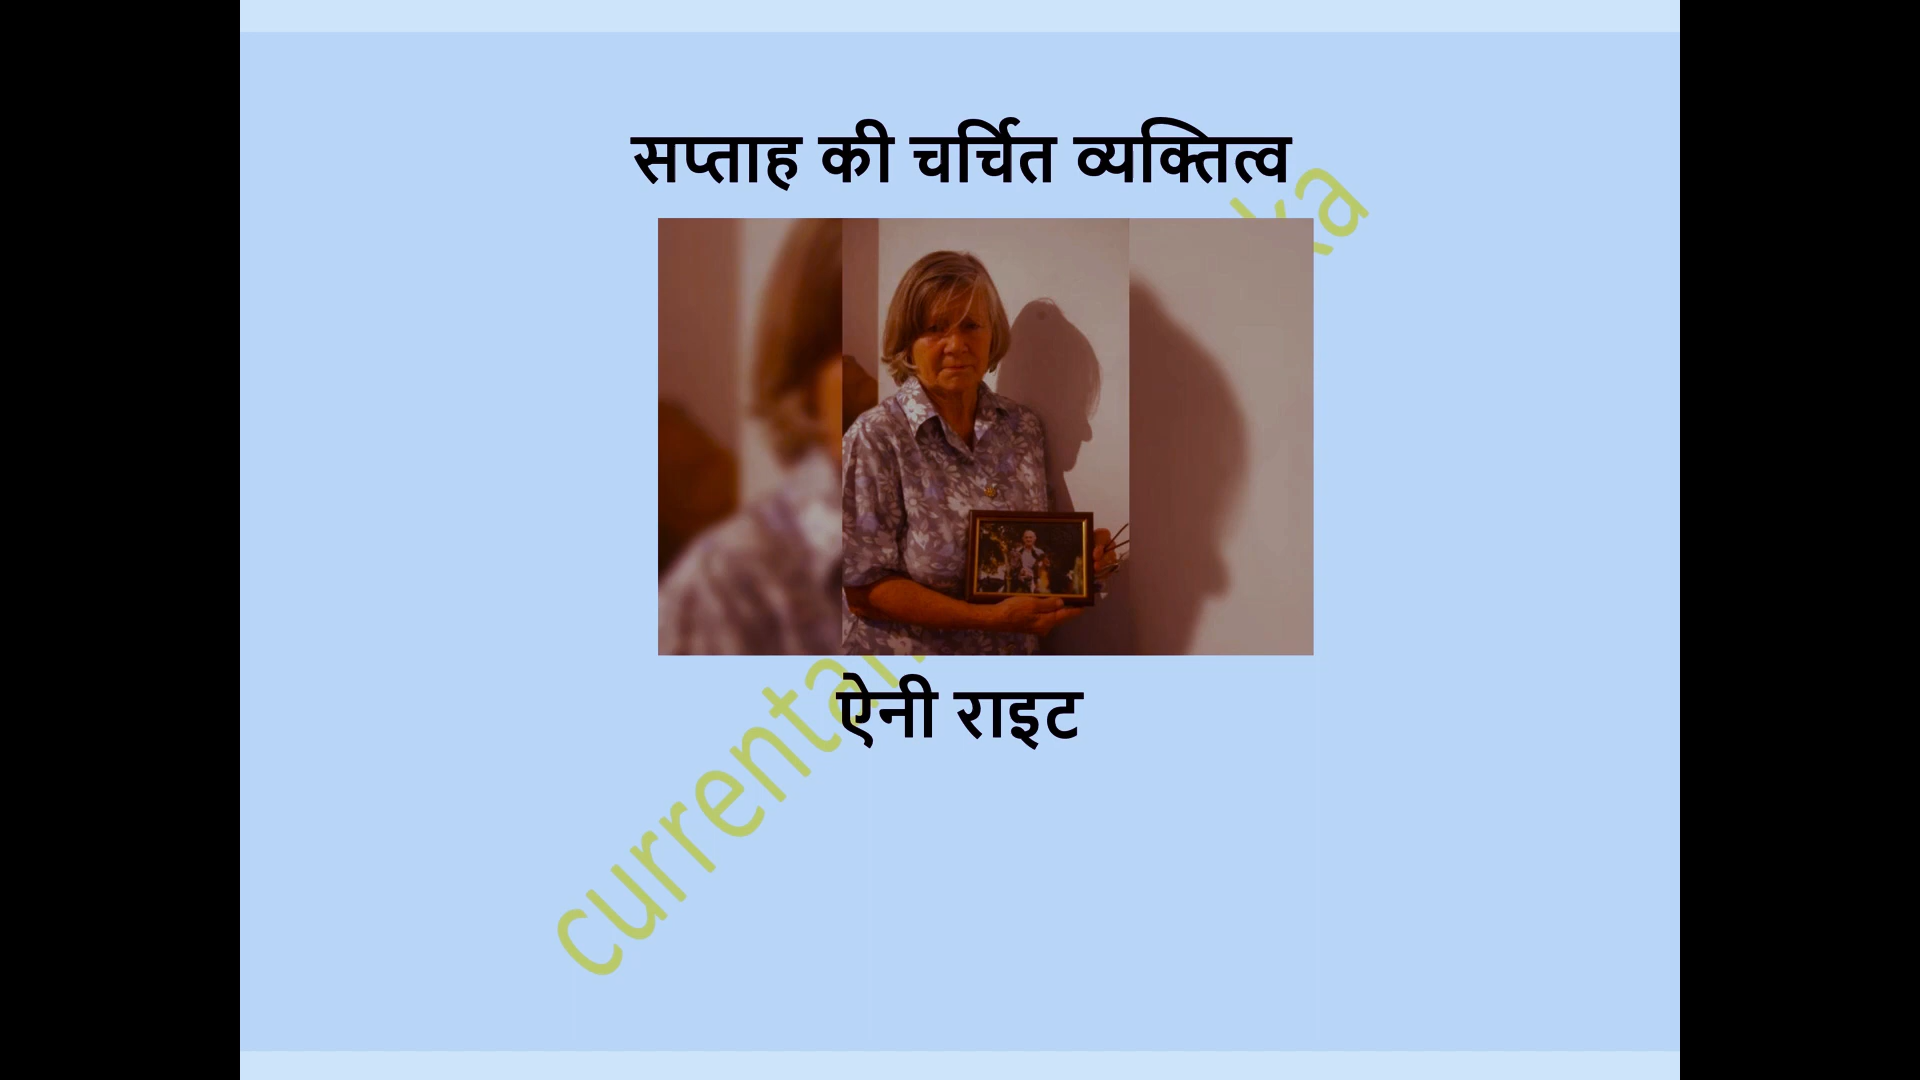 सप्ताह की चर्चित व्यक्तित्व
ऐनी राइट